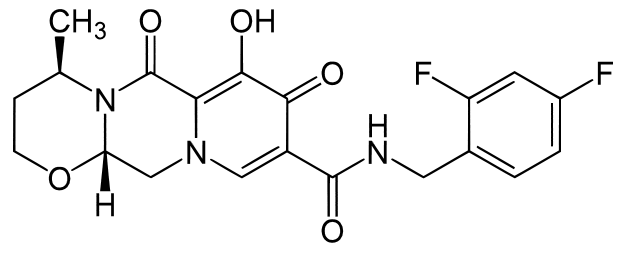 CH3 O OH
O F F
N H
N N
O H O